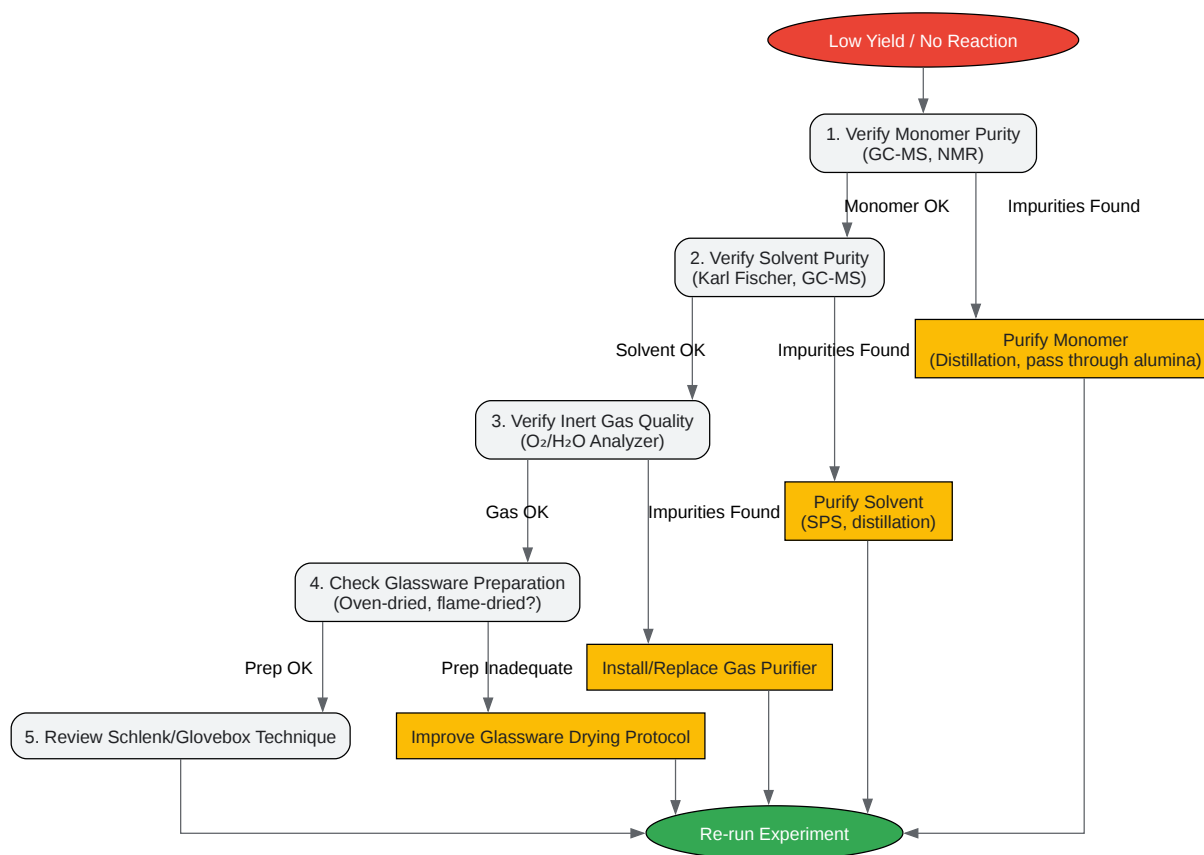 Low Yield / No Reaction
1. Verify Monomer Purity
(GC-MS, NMR)
Monomer OK
Impurities Found
2. Verify Solvent Purity
(Karl Fischer, GC-MS)
Purify Monomer
(Distillation, pass through alumina)
Solvent OK
Impurities Found
3. Verify Inert Gas Quality
(O₂/H₂O Analyzer)
Purify Solvent
(SPS, distillation)
Gas OK
Impurities Found
4. Check Glassware Preparation
(Oven-dried, flame-dried?)
Prep OK
Prep Inadequate
Install/Replace Gas Purifier
5. Review Schlenk/Glovebox Technique
Improve Glassware Drying Protocol
Re-run Experiment